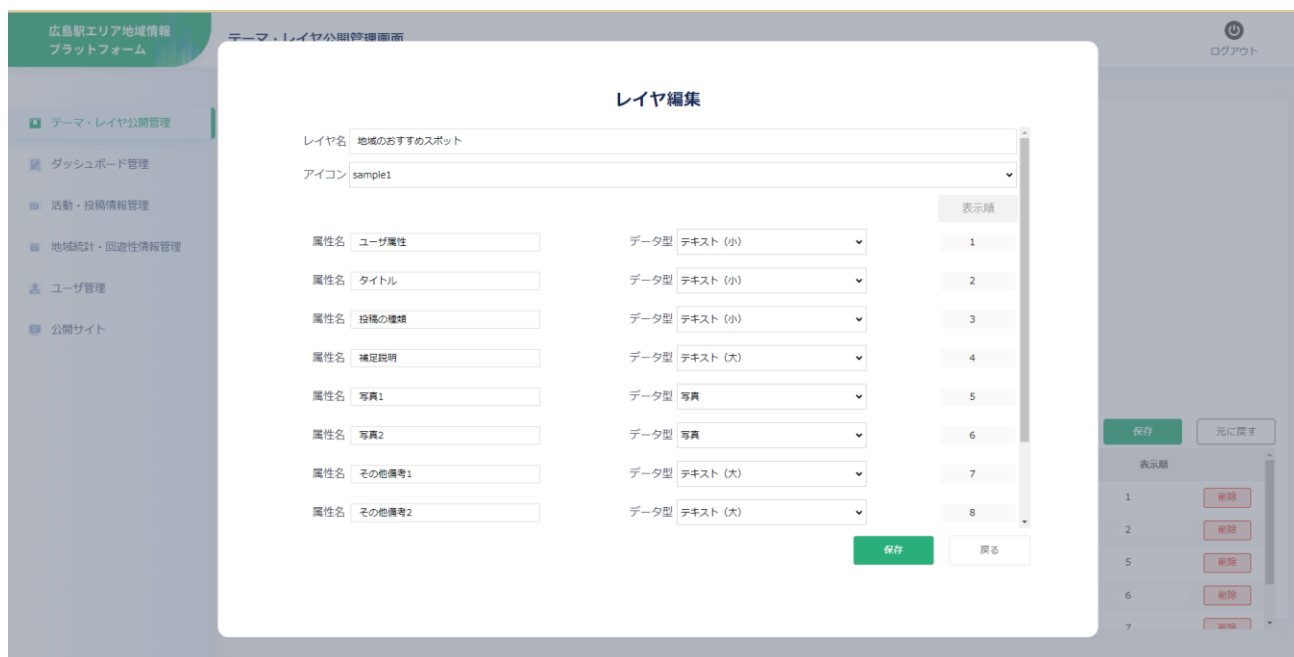 広島駅エリア地域情報
プラットフォーム
テーマ・レイヤ公開管理画面
ログアウト
テーマ・レイヤ公開管理
ダッシュボード管理
活動・投稿情報管理
地域統計・回遊性情報管理
ユーザ管理
公開サイト
レイヤ編集
レイヤ名 地域のおすすめスポット
アイコン sample1
表示順
属性名 ユーザ属性 データ型 テキスト（小） 1
属性名 タイトル データ型 テキスト（小） 2
属性名 投稿の種類 データ型 テキスト（小） 3
属性名 補足説明 データ型 テキスト（大） 4
属性名 写真1 データ型 写真 5
属性名 写真2 データ型 写真 6
属性名 その他備考1 データ型 テキスト（大） 7
属性名 その他備考2 データ型 テキスト（大） 8
保存 戻る
保存 元に戻す
表示順
1 削除
2 削除
5 削除
6 削除
7 削除